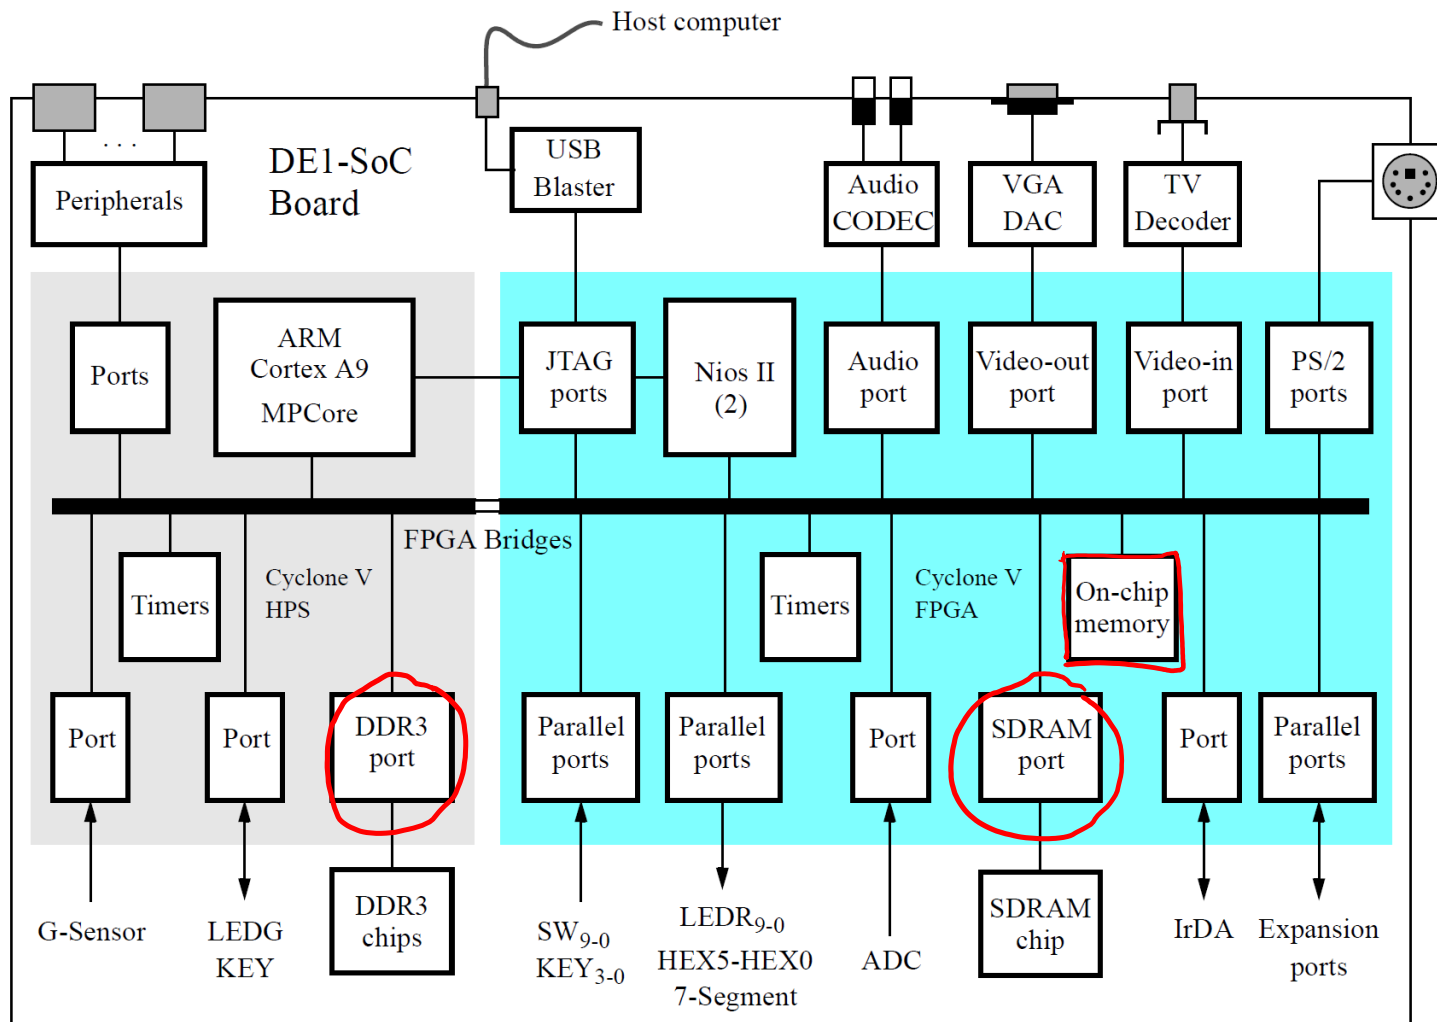 Host computer
DE1-SoC
Board
USB
Blaster
Audio
CODEC
VGA
DAC
TV
Decoder
. . .
Peripherals
Ports
ARM
Cortex A9
MPCore
JTAG
ports
Nios II
(2)
Audio
port
Video-out
port
Video-in
port
PS/2
ports
FPGA Bridges
Timers
Cyclone V
HPS
Timers
Cyclone V
FPGA
On-chip
memory
Port
Port
DDR3
port
Parallel
ports
Parallel
ports
Port
SDRAM
port
Port
Parallel
ports
G-Sensor
LEDG
KEY
DDR3
chips
SW9-0
KEY3-0
LEDR9-0
HEX5-HEX0
7-Segment
ADC
SDRAM
chip
IrDA
Expansion
ports